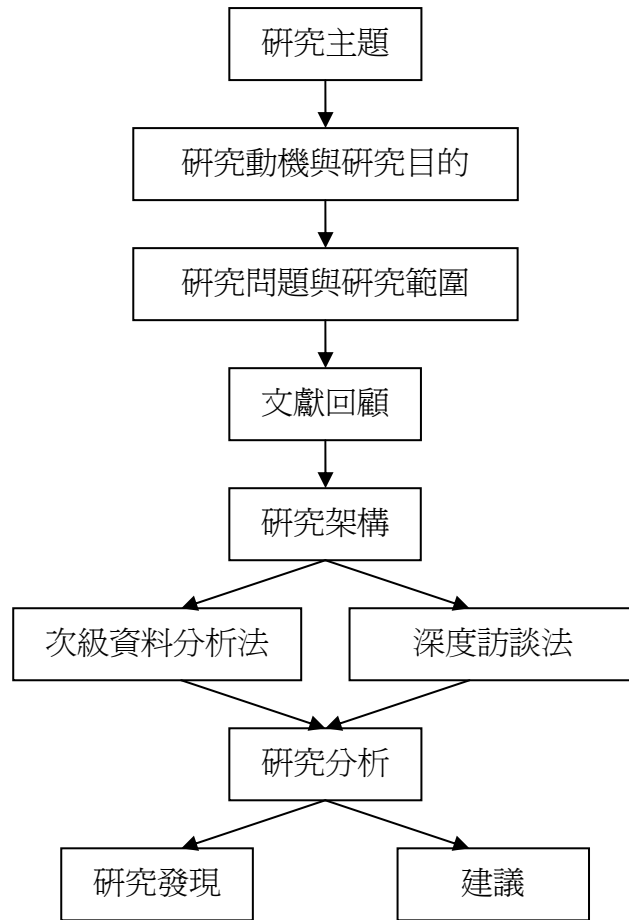 研究主題
研究動機與研究目的
研究問題與研究範圍
文獻回顧
研究架構
次級資料分析法
深度訪談法
研究分析
研究發現
建議